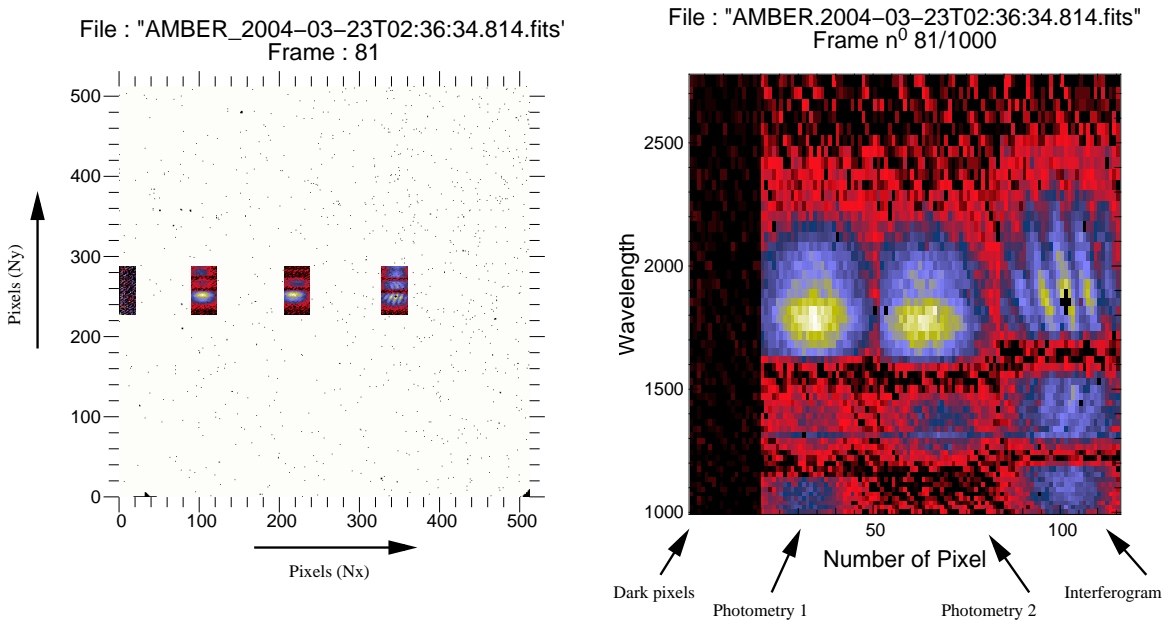 File : "AMBER_2004−03−23T02:36:34.814.fits'
Frame : 81
500
400
300
200
100
0
Pixels (Ny)
0 100 200 300 400 500
Pixels (Nx)
File : "AMBER.2004−03−23T02:36:34.814.fits"
Frame n⁰ 81/1000
2500
2000
1500
1000
Wavelength
50 100
Number of Pixel
Dark pixels
Photometry 1
Photometry 2
Interferogram